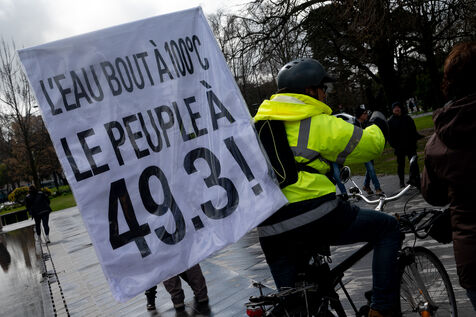 L'EAU BOUT À 100°C
LE PEUPLE À
49.3!